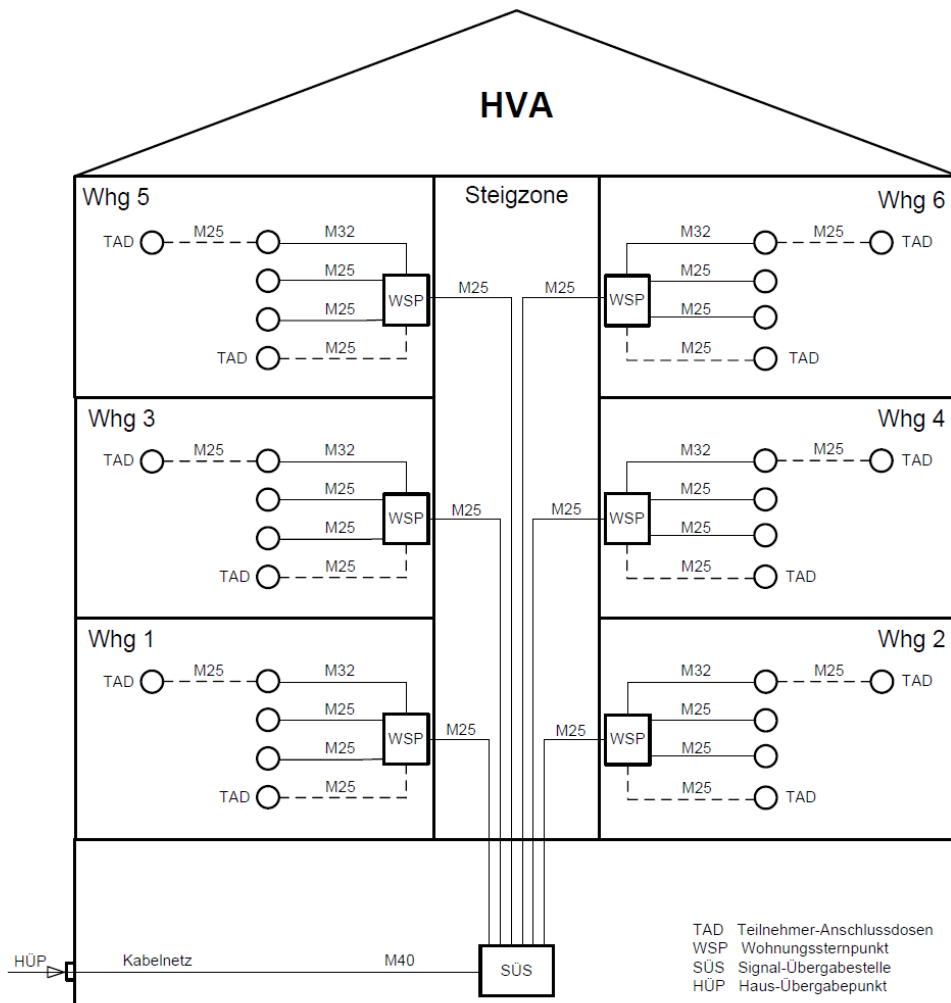 HVA
Whg 5
Steigzone
Whg 6
TAD
M25
M32
M32
M25
TAD
M25
M25
WSP
M25
M25
WSP
M25
M25
TAD
M25
M25
TAD
Whg 3
Whg 4
TAD
M25
M32
M32
M25
TAD
M25
M25
WSP
M25
M25
WSP
M25
M25
TAD
M25
M25
TAD
Whg 1
Whg 2
TAD
M25
M32
M32
M25
TAD
M25
M25
WSP
M25
M25
WSP
M25
M25
TAD
M25
M25
TAD
HÜP
Kabelnetz
M40
SÜS
TAD Teilnehmer-Anschlussdosen
WSP Wohnungssternpunkt
SÜS Signal-Übergabestelle
HÜP Haus-Übergabepunkt